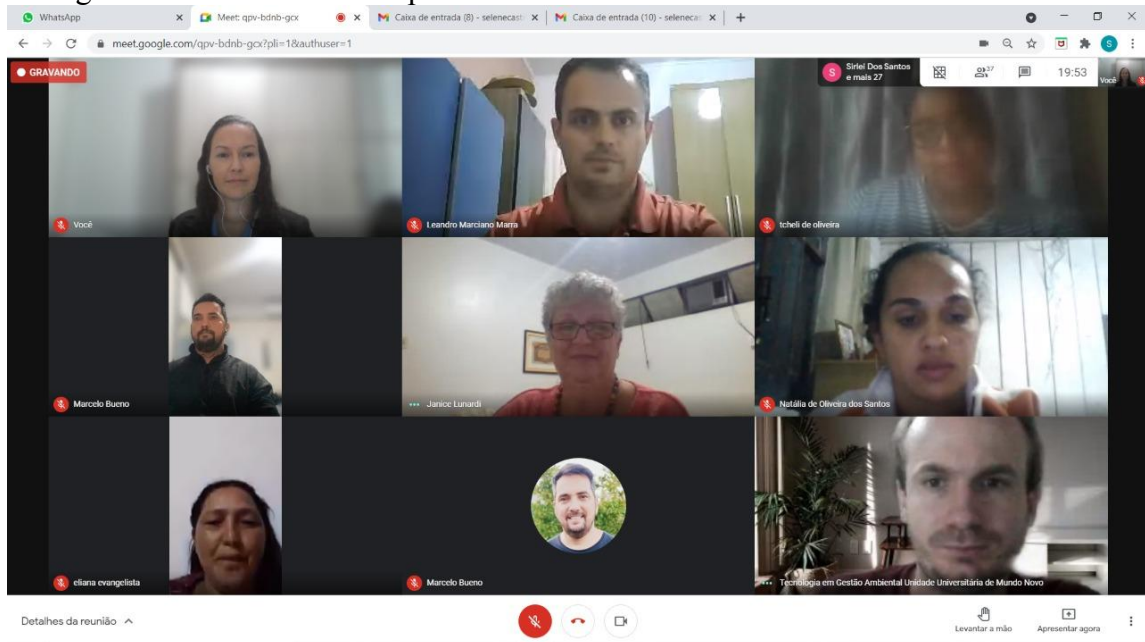 WhatsApp
Meet: qpv-bdnb-gcx
Caixa de entrada (8) - selenecast
Caixa de entrada (10) - selenecas
meet.google.com/qpv-bdnb-gcx?pli=1&authuser=1
S
GRAVANDO
S
Sirlei Dos Santos
e mais 27
37
19:53
Você
Você
Leandro Marciano Marra
tcheli de oliveira
Marcelo Bueno
Janice Lunardi
Natália de Oliveira dos Santos
eliana evangelista
Marcelo Bueno
Tecnologia em Gestão Ambiental Unidade Universitária de Mundo Novo
Detalhes da reunião
Levantar a mão
Apresentar agora